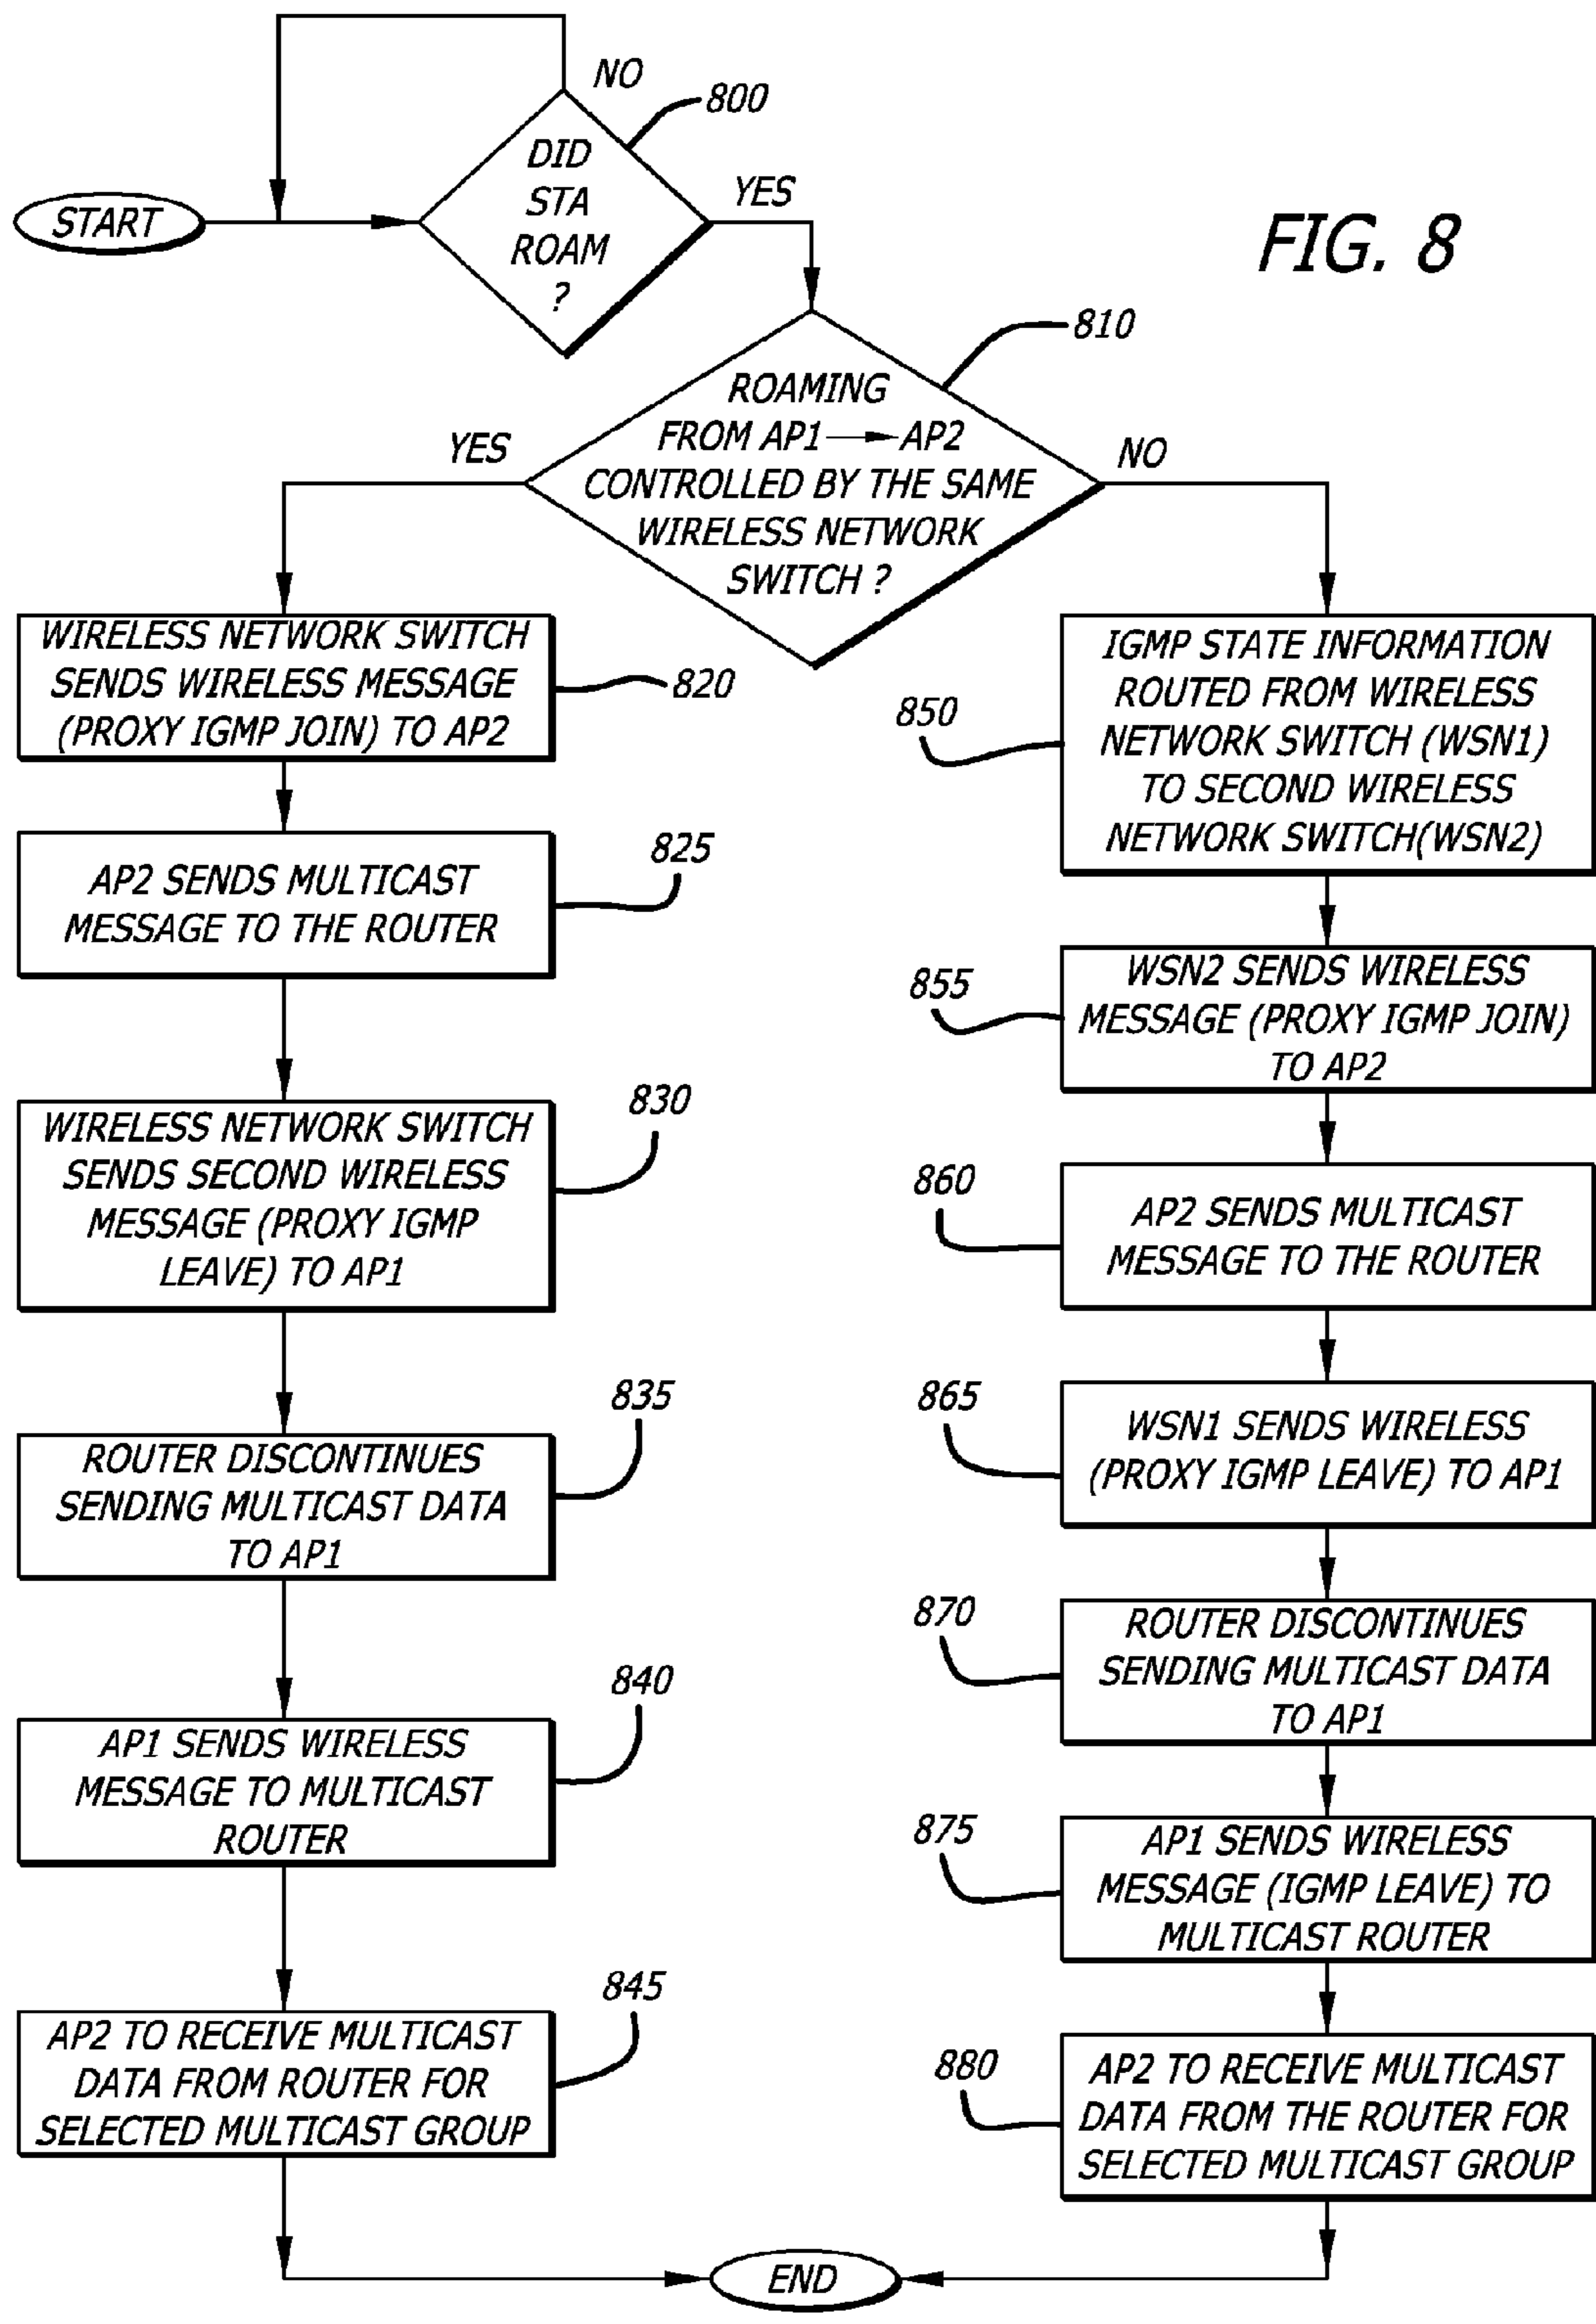 NO
800
DID
STA
ROAM
?
START
YES
FIG. 8
810
ROAMING
FROM AP1 → AP2
CONTROLLED BY THE SAME
WIRELESS NETWORK
SWITCH ?
YES
NO
WIRELESS NETWORK SWITCH
SENDS WIRELESS MESSAGE
(PROXY IGMP JOIN) TO AP2
820
AP2 SENDS MULTICAST
MESSAGE TO THE ROUTER
825
WIRELESS NETWORK SWITCH
SENDS SECOND WIRELESS
MESSAGE (PROXY IGMP
LEAVE) TO AP1
830
ROUTER DISCONTINUES
SENDING MULTICAST DATA
TO AP1
835
AP1 SENDS WIRELESS
MESSAGE TO MULTICAST
ROUTER
840
AP2 TO RECEIVE MULTICAST
DATA FROM ROUTER FOR
SELECTED MULTICAST GROUP
845
IGMP STATE INFORMATION
ROUTED FROM WIRELESS
NETWORK SWITCH (WSN1)
TO SECOND WIRELESS
NETWORK SWITCH(WSN2)
850
WSN2 SENDS WIRELESS
MESSAGE (PROXY IGMP JOIN)
TO AP2
855
AP2 SENDS MULTICAST
MESSAGE TO THE ROUTER
860
WSN1 SENDS WIRELESS
(PROXY IGMP LEAVE) TO AP1
865
ROUTER DISCONTINUES
SENDING MULTICAST DATA
TO AP1
870
AP1 SENDS WIRELESS
MESSAGE (IGMP LEAVE) TO
MULTICAST ROUTER
875
AP2 TO RECEIVE MULTICAST
DATA FROM THE ROUTER FOR
SELECTED MULTICAST GROUP
880
END